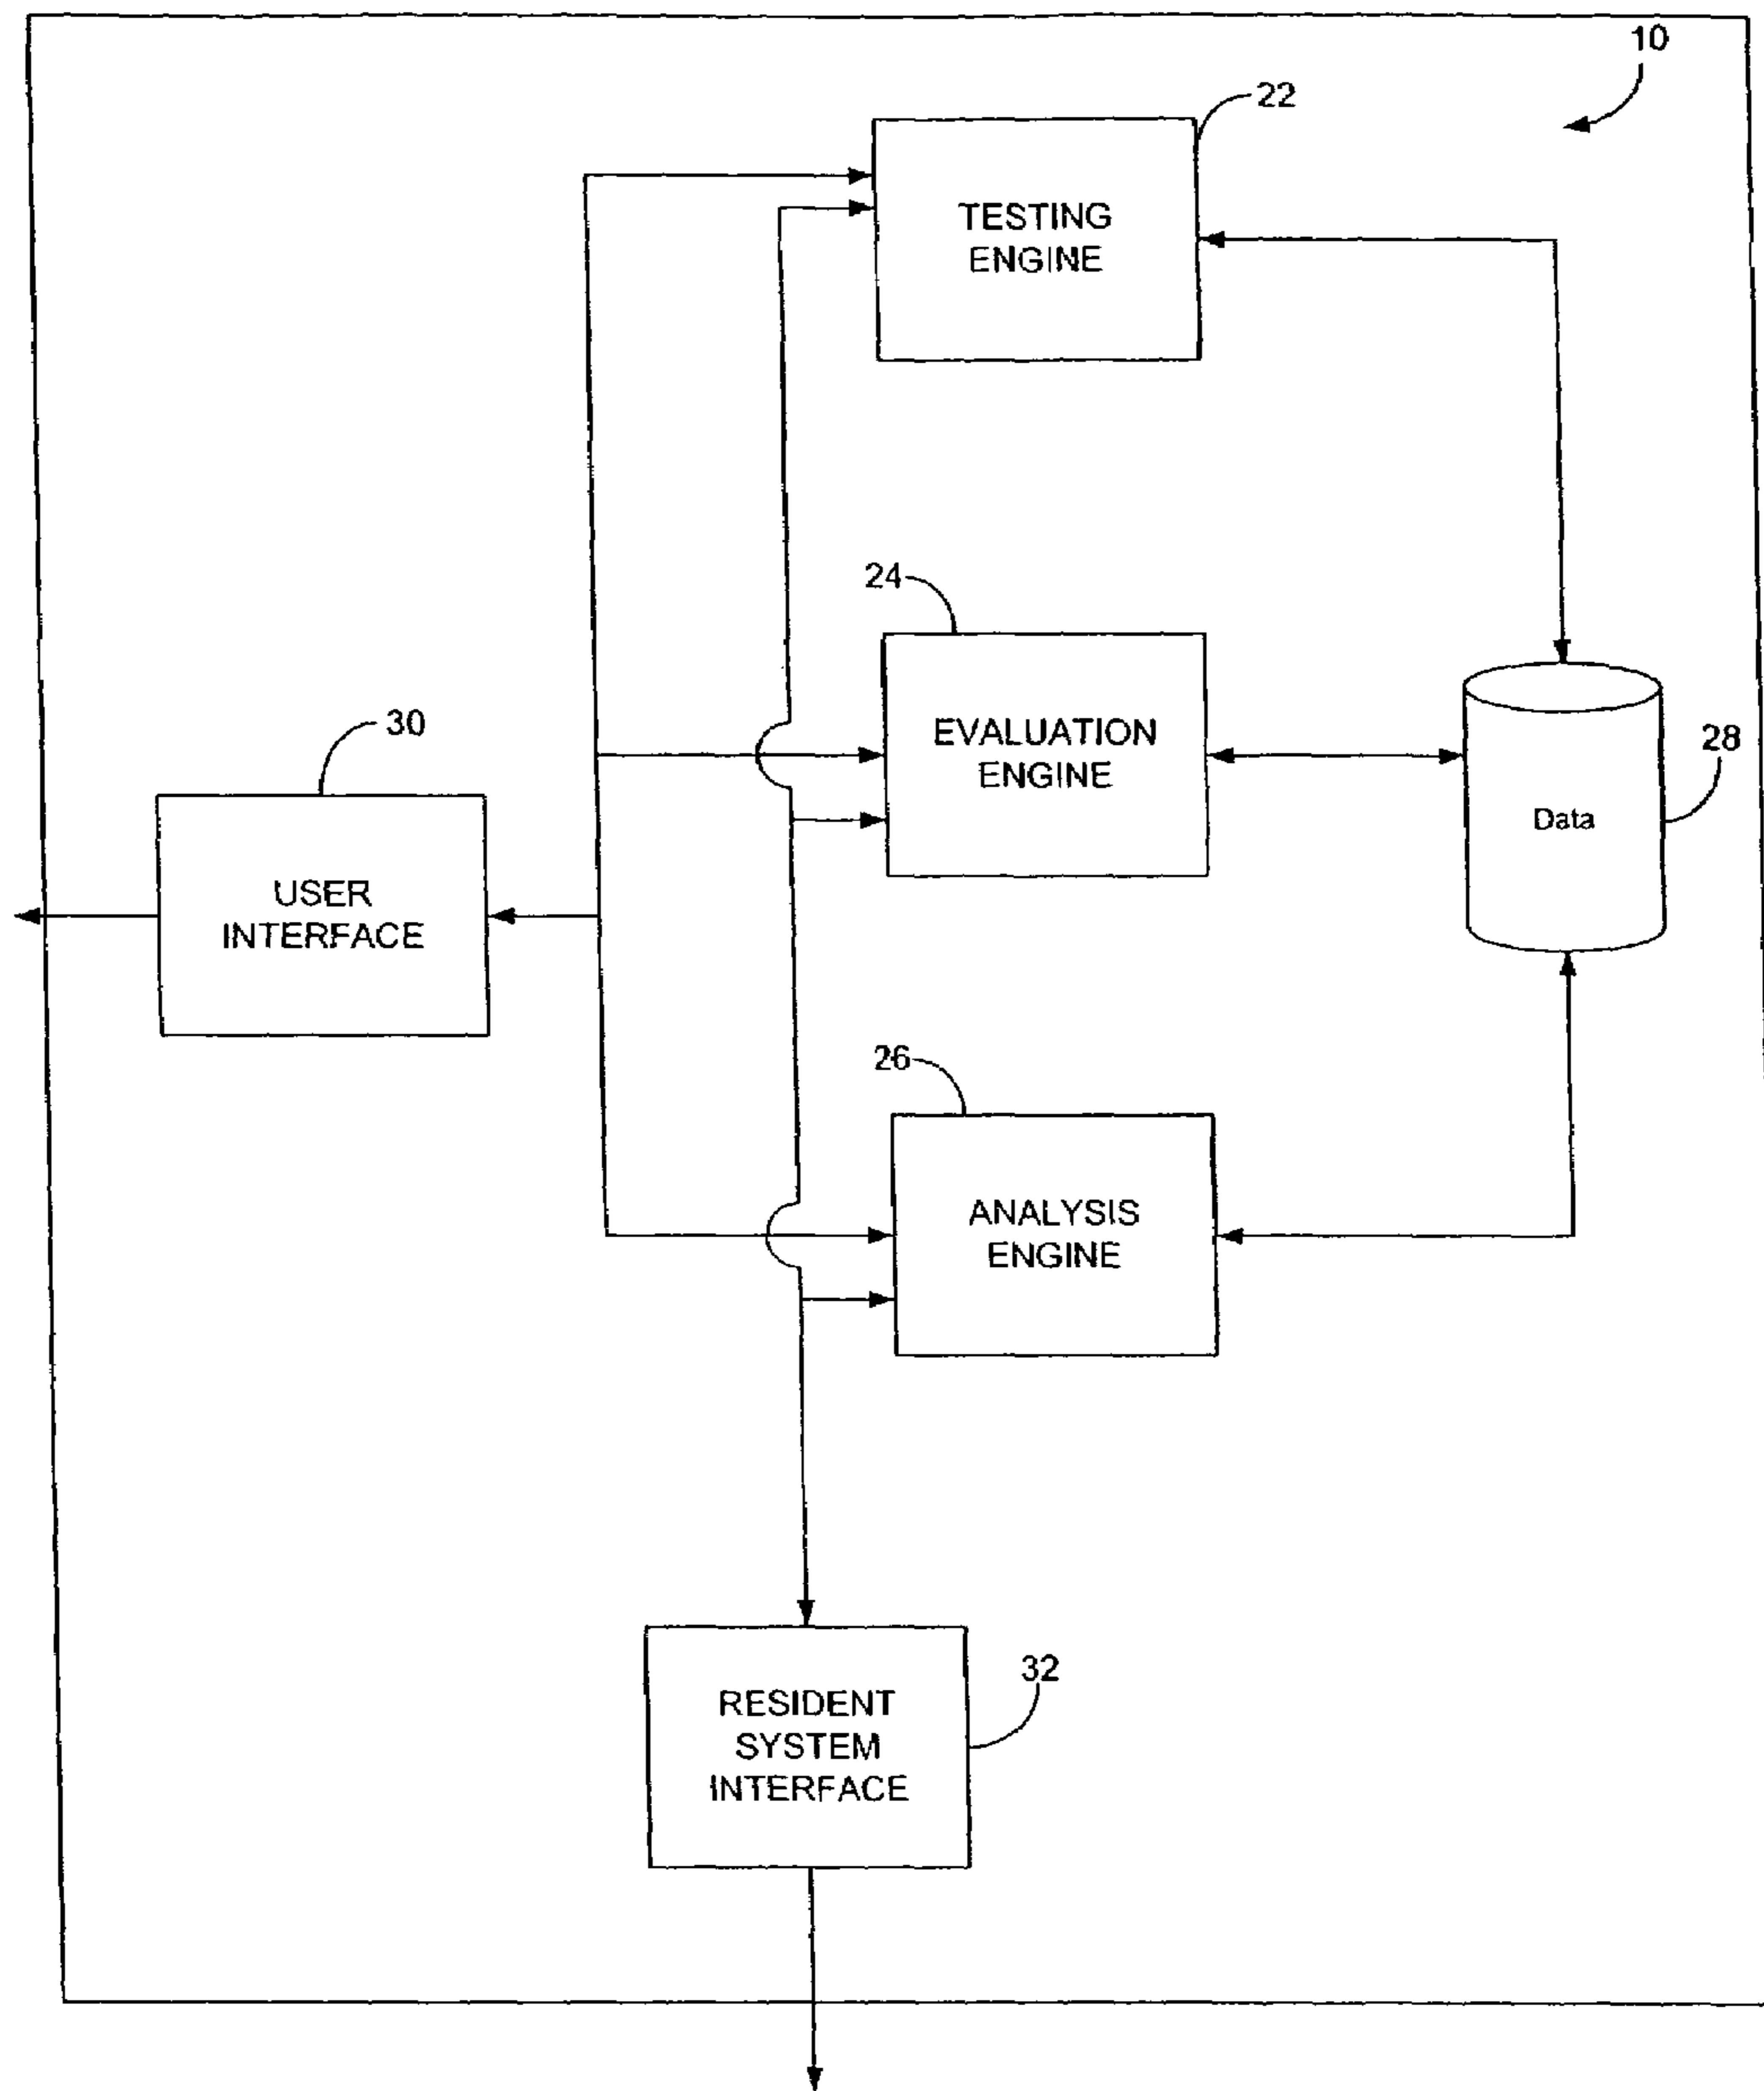 10
22
TESTING
ENGINE
24
EVALUATION
ENGINE
30
28
Data
USER
INTERFACE
26
ANALYSIS
ENGINE
32
RESIDENT
SYSTEM
INTERFACE